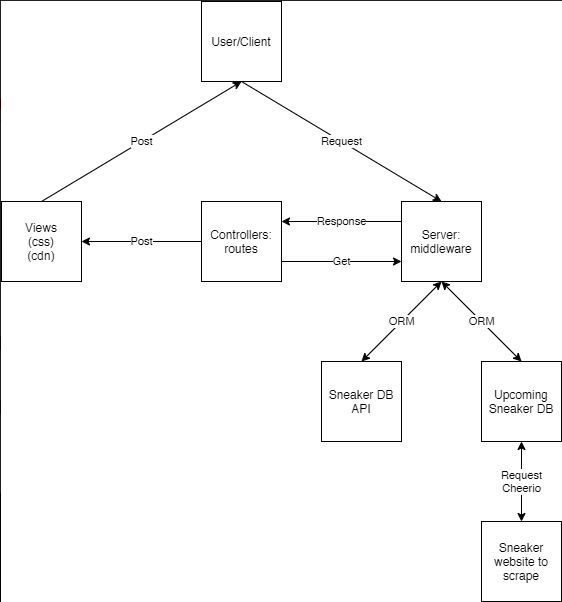 User/Client
Post
Request
Views
(css)
(cdn)
Post
Controllers:
routes
Response
Get
Server:
middleware
ORM
ORM
Sneaker DB
API
Upcoming
Sneaker DB
Request
Cheerio
Sneaker
website to
scrape